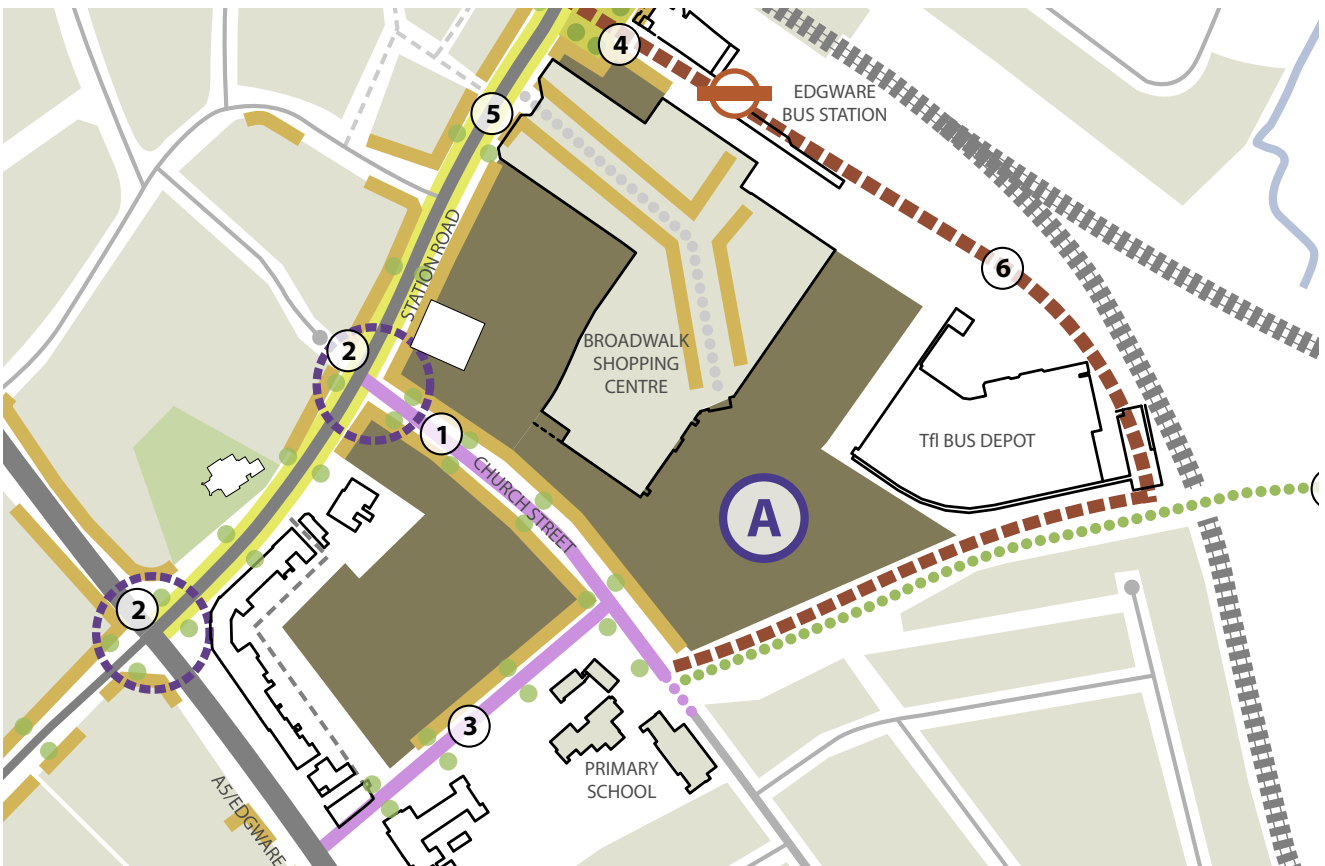 4
EDGWARE
BUS STATION
5
STATION ROAD
6
2
BROADWALK
SHOPPING
CENTRE
1
TfI BUS DEPOT
CHURCH STREET
A
2
3
PRIMARY
SCHOOL
A5/EDGWARE